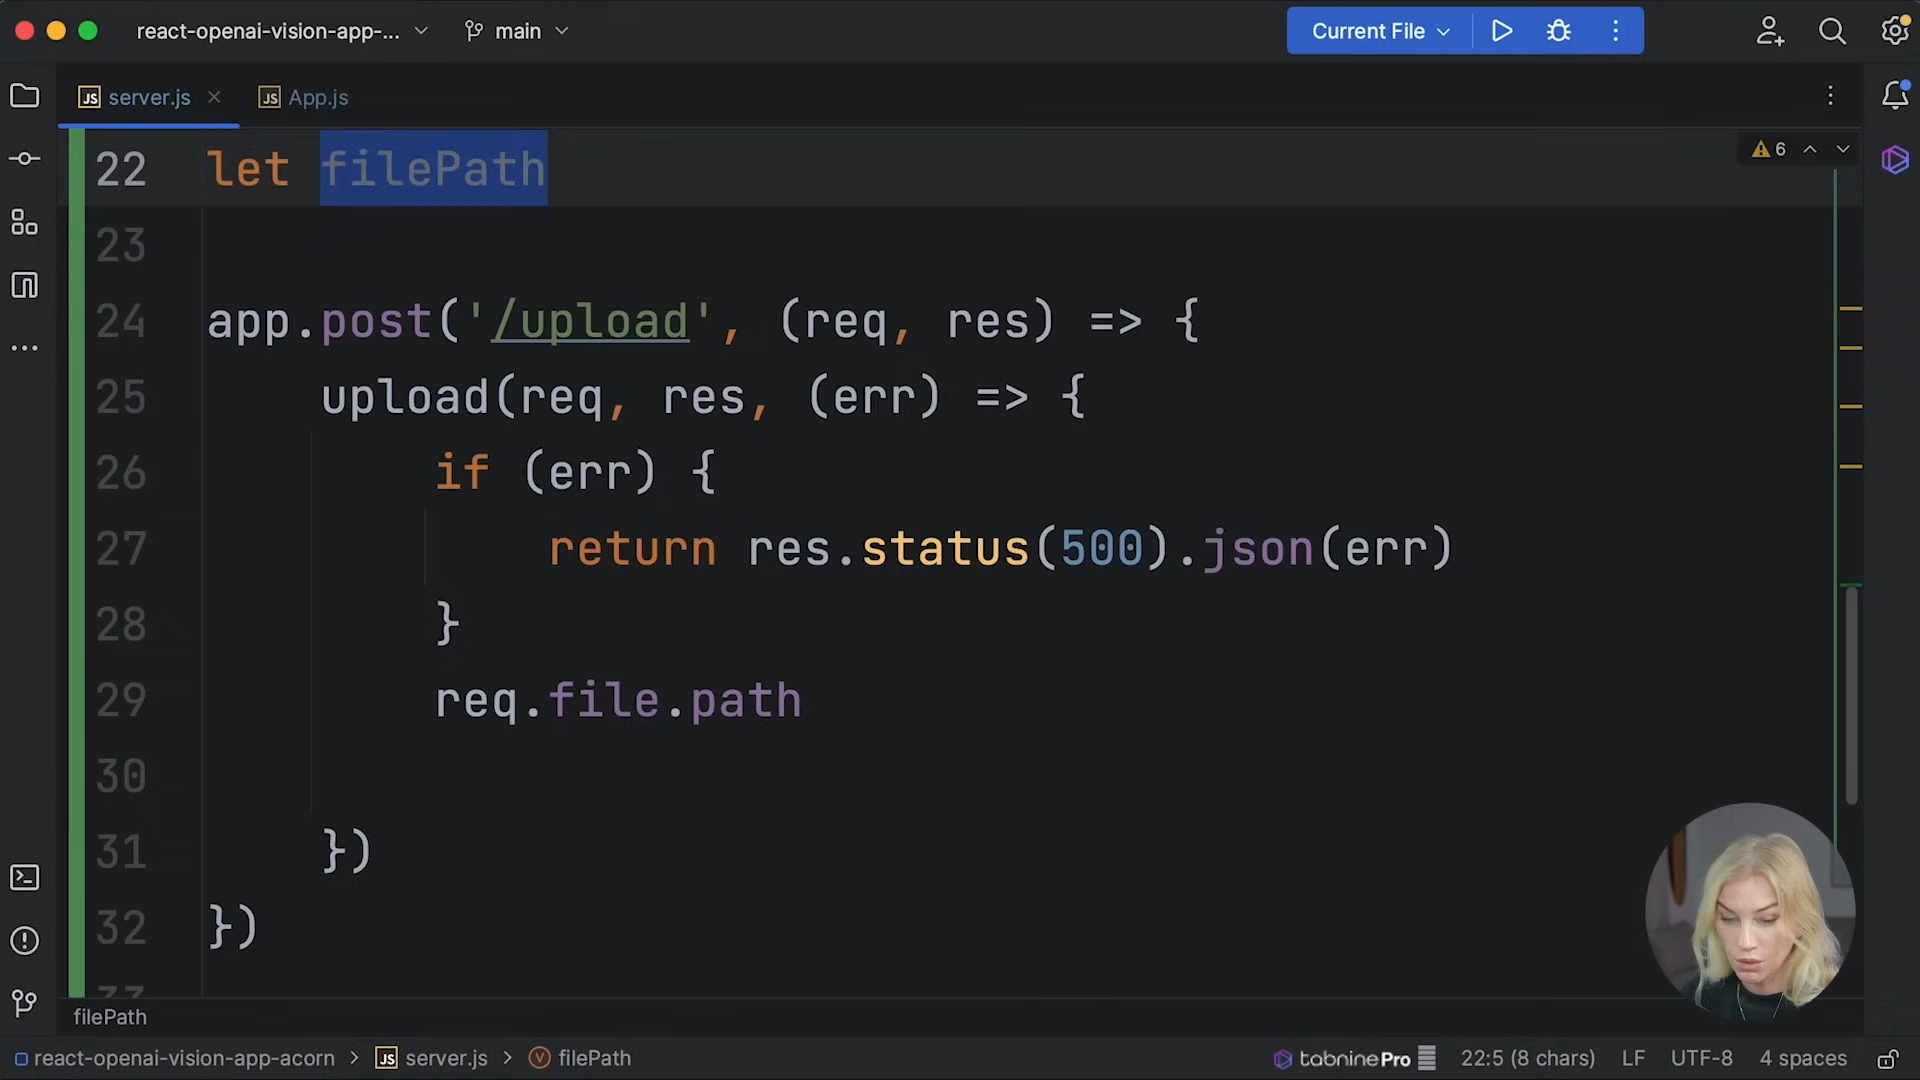 react-openai-vision-app-...
main
Current File
server.js
App.js
22 let filePath
6
23
24 app.post('/upload', (req, res) => {
25 upload(req, res, (err) => {
26 if (err) {
27 return res.status(500).json(err)
28 }
29 req.file.path
30
31 })
32 })
33
filePath
react-openai-vision-app-acorn > server.js > filePath
tabnine Pro 22:5 (8 chars) LF UTF-8 4 spaces